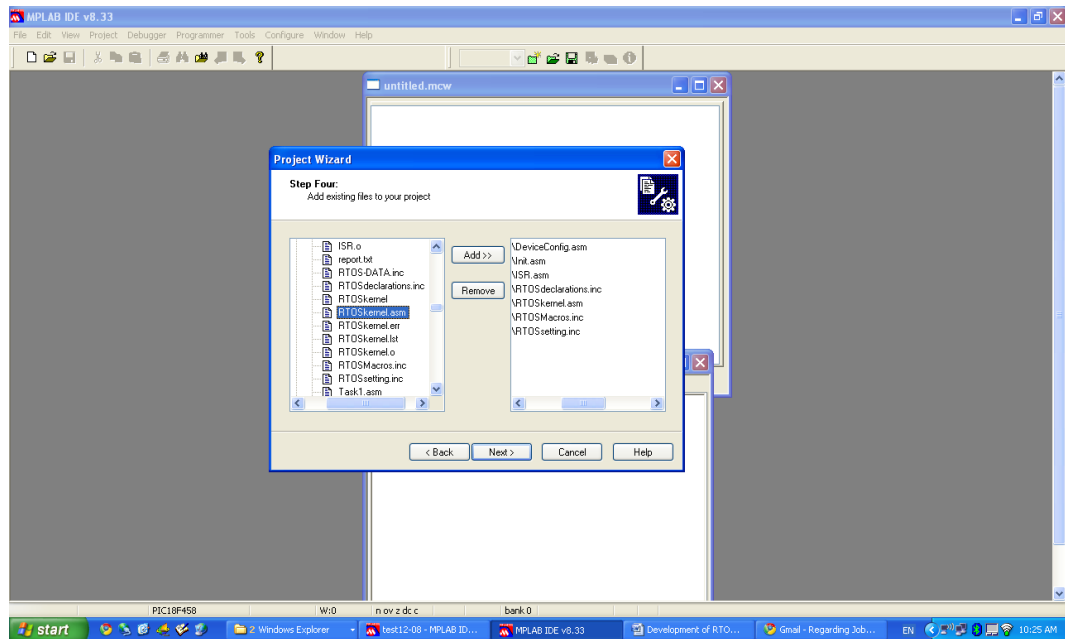 MPLAB IDE v8.33
File Edit View Project Debugger Programmer Tools Configure Window Help
untitled.mcw
Project Wizard
Step Four:
Add existing files to your project
ISR.o
report.txt
RTOS-DATA.inc
RTOSdeclarations.inc
RTOSkernel
RTOSkernel.asm
RTOSkernel.err
RTOSkernel.lst
RTOSkernel.o
RTOSMacros.inc
RTOSsetting.inc
Task1.asm
Add >>
Remove
\DeviceConfig.asm
\Init.asm
\ISR.asm
\RTOSdeclarations.inc
\RTOSkernel.asm
\RTOSMacros.inc
\RTOSsetting.inc
< Back Next > Cancel Help
PIC18F458 W:0 n ov z dc c bank 0
start 2 Windows Explorer test12-08 - MPLAB ID... MPLAB IDE v8.33 Development of RTO... Gmail - Regarding Job... EN 10:25 AM